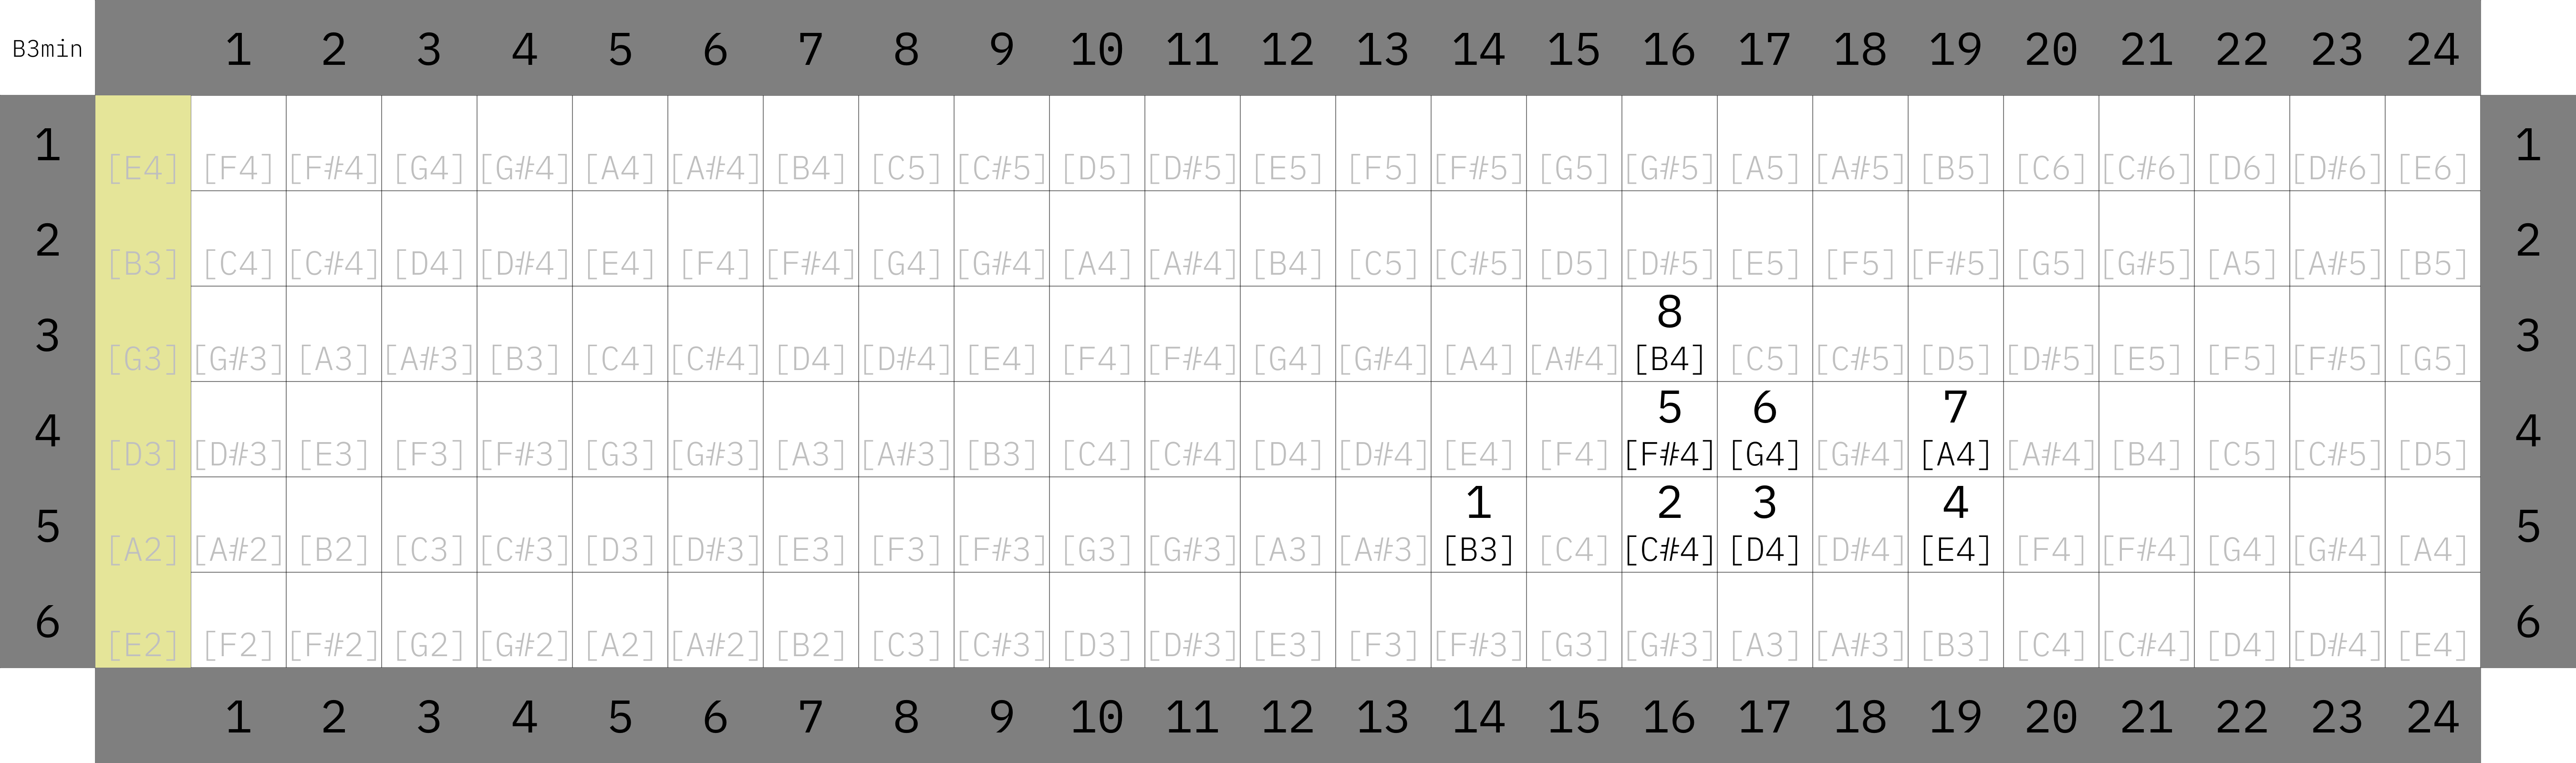 B3min 1 2 3 4 5 6 7 8 9 10 11 12 13 14 15 16 17 18 19 20 21 22 23 24
1 [E4] [F4] [F#4] [G4] [G#4] [A4] [A#4] [B4] [C5] [C#5] [D5] [D#5] [E5] [F5] [F#5] [G5] [G#5] [A5] [A#5] [B5] [C6] [C#6] [D6] [D#6] [E6] 1
2 [B3] [C4] [C#4] [D4] [D#4] [E4] [F4] [F#4] [G4] [G#4] [A4] [A#4] [B4] [C5] [C#5] [D5] [D#5] [E5] [F5] [F#5] [G5] [G#5] [A5] [A#5] [B5] 2
8
3 [G3] [G#3] [A3] [A#3] [B3] [C4] [C#4] [D4] [D#4] [E4] [F4] [F#4] [G4] [G#4] [A4] [A#4] [B4] [C5] [C#5] [D5] [D#5] [E5] [F5] [F#5] [G5] 3
5 6 7
4 [D3] [D#3] [E3] [F3] [F#3] [G3] [G#3] [A3] [A#3] [B3] [C4] [C#4] [D4] [D#4] [E4] [F4] [F#4] [G4] [G#4] [A4] [A#4] [B4] [C5] [C#5] [D5] 4
1 2 3 4
5 [A2] [A#2] [B2] [C3] [C#3] [D3] [D#3] [E3] [F3] [F#3] [G3] [G#3] [A3] [A#3] [B3] [C4] [C#4] [D4] [D#4] [E4] [F4] [F#4] [G4] [G#4] [A4] 5
6 [E2] [F2] [F#2] [G2] [G#2] [A2] [A#2] [B2] [C3] [C#3] [D3] [D#3] [E3] [F3] [F#3] [G3] [G#3] [A3] [A#3] [B3] [C4] [C#4] [D4] [D#4] [E4] 6
1 2 3 4 5 6 7 8 9 10 11 12 13 14 15 16 17 18 19 20 21 22 23 24